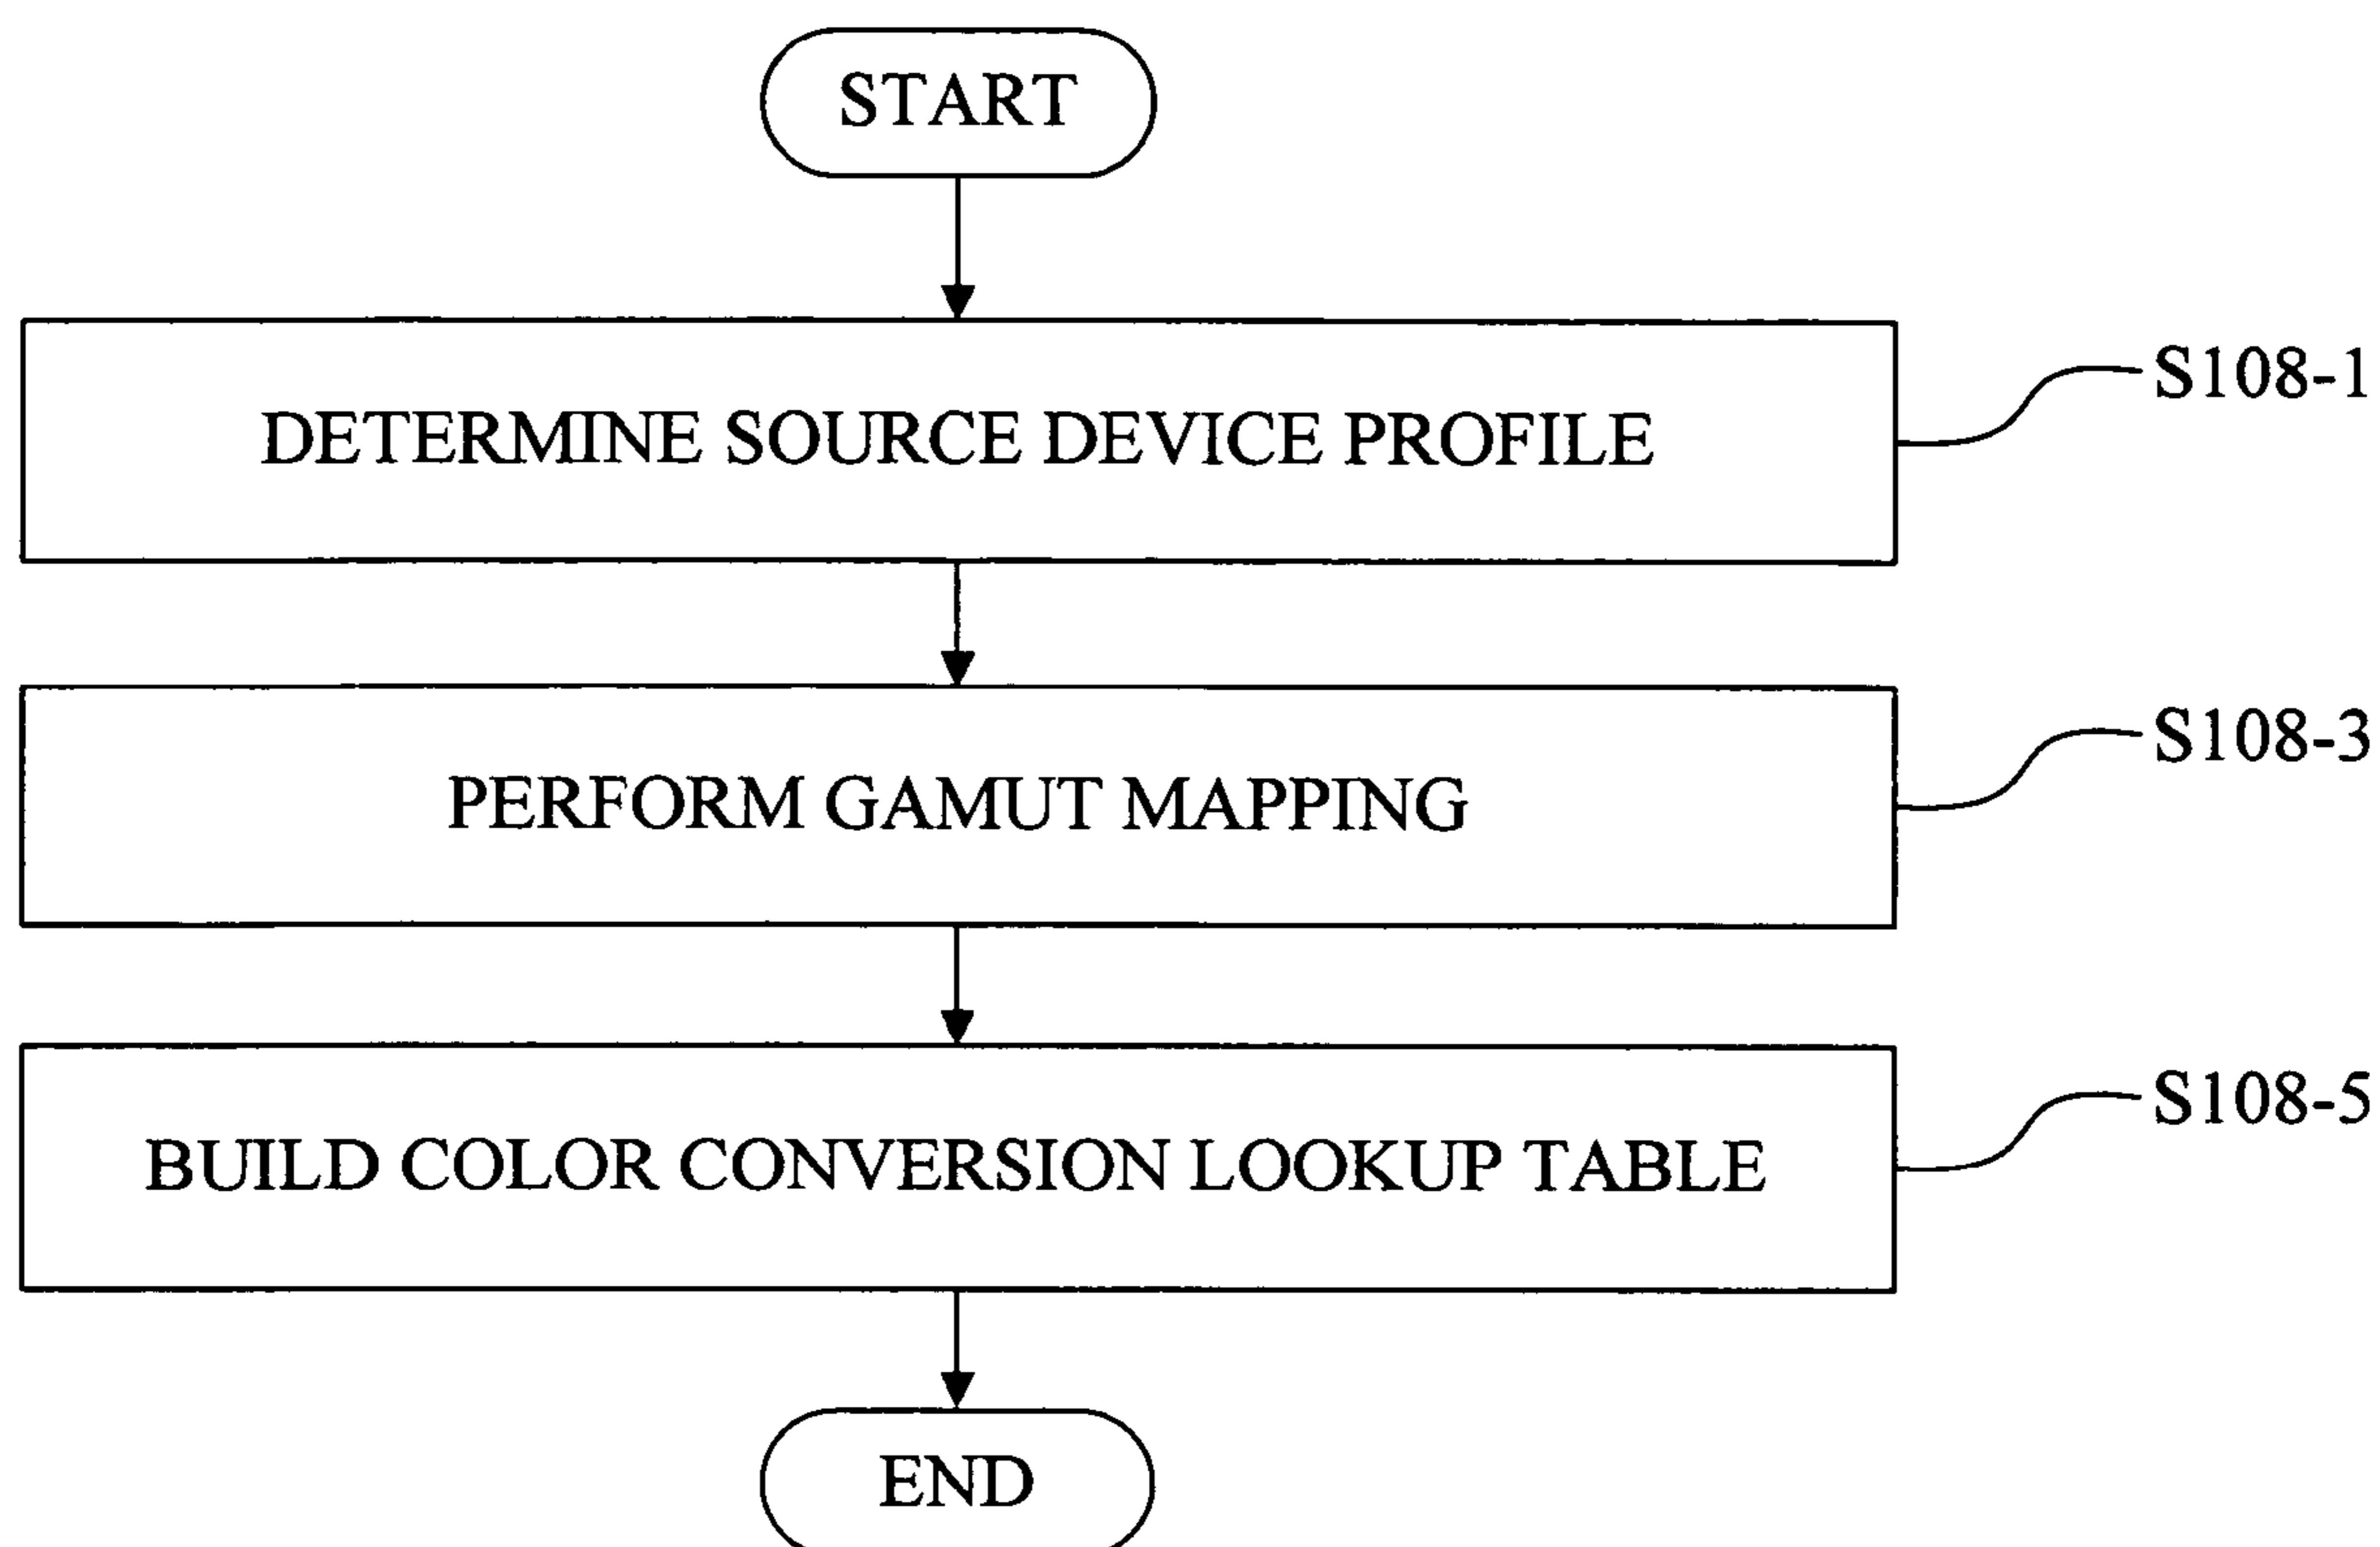 START
DETERMINE SOURCE DEVICE PROFILE
S108-1
PERFORM GAMUT MAPPING
S108-3
BUILD COLOR CONVERSION LOOKUP TABLE
S108-5
END